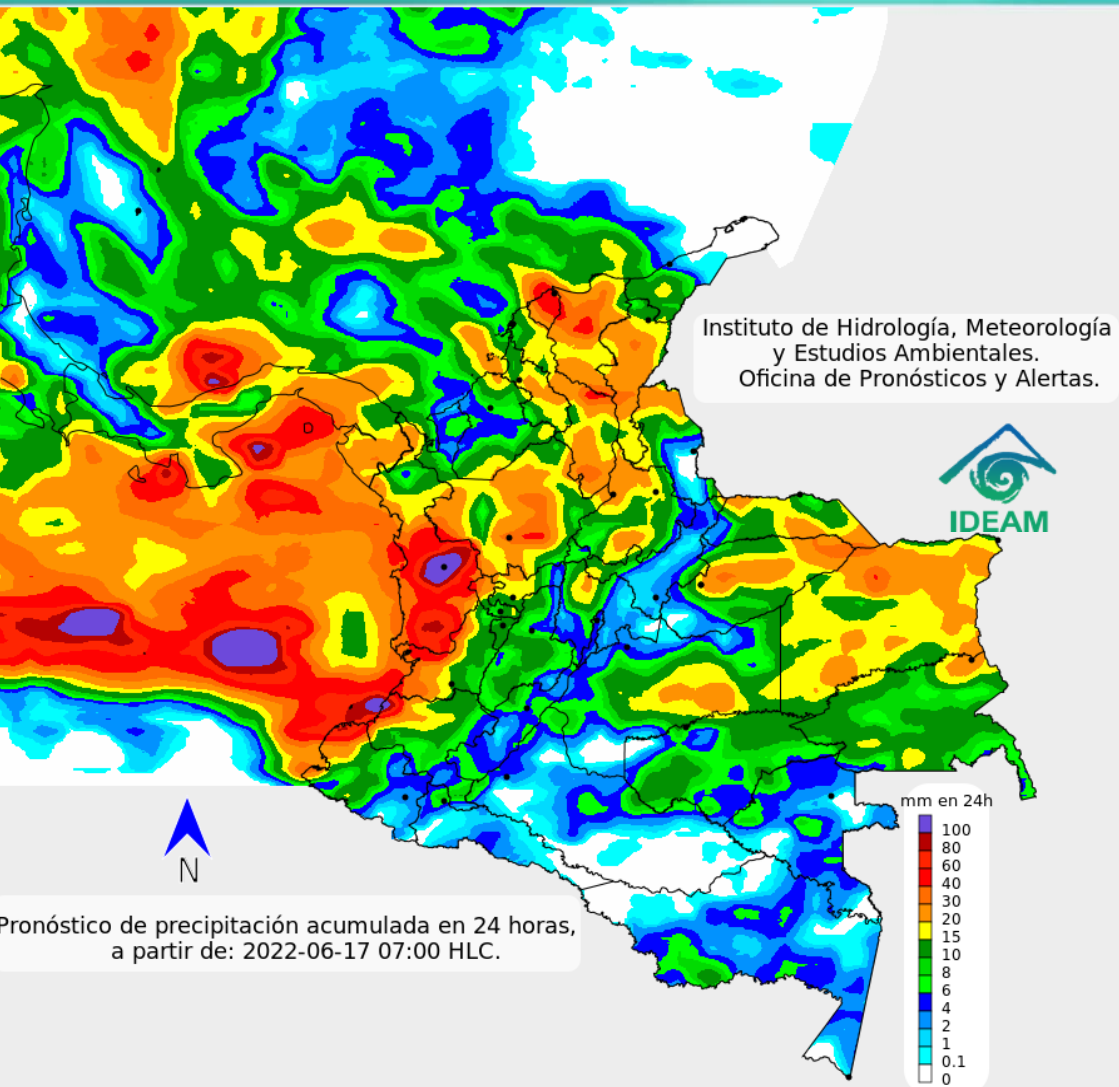 Instituto de Hidrología, Meteorología
y Estudios Ambientales.
Oficina de Pronósticos y Alertas.
IDEAM
mm en 24h
100
80
60
40
30
20
15
10
8
6
4
2
1
0.1
0
N
Pronóstico de precipitación acumulada en 24 horas,
a partir de: 2022-06-17 07:00 HLC.